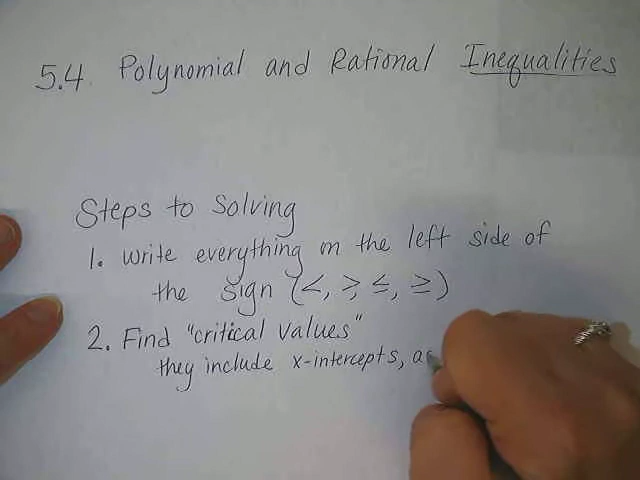 5.4. Polynomial and Rational Inequalities
Steps to Solving
1. Write everything on the left side of
the sign (<, >, ≤, ≥)
2. Find "critical values"
they include x-intercepts, as